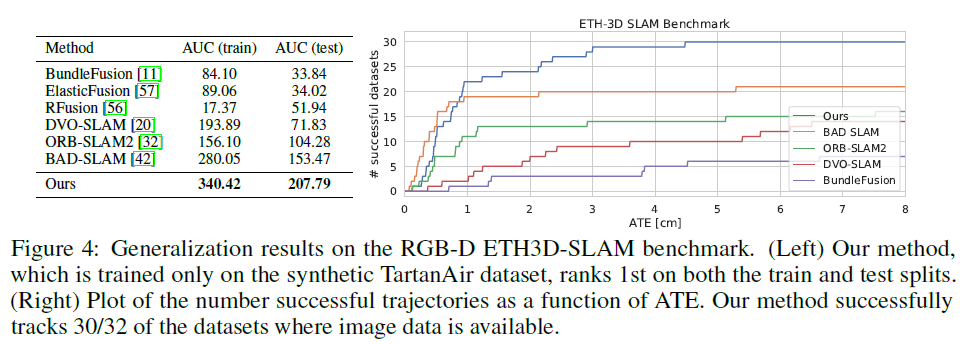 Method AUC (train) AUC (test)
BundleFusion [11] 84.10 33.84
ElasticFusion [57] 89.06 34.02
RFusion [56] 17.37 51.94
DVO-SLAM [20] 193.89 71.83
ORB-SLAM2 [32] 156.10 104.28
BAD-SLAM [42] 280.05 153.47
Ours 340.42 207.79
ETH-3D SLAM Benchmark
# successful datasets
30
25
20
15
10
5
0
0 1 2 3 4 5 6 7 8
ATE [cm]
Ours
BAD SLAM
ORB-SLAM2
DVO-SLAM
BundleFusion
Figure 4: Generalization results on the RGB-D ETH3D-SLAM benchmark. (Left) Our method,
which is trained only on the synthetic TartanAir dataset, ranks 1st on both the train and test splits.
(Right) Plot of the number successful trajectories as a function of ATE. Our method successfully
tracks 30/32 of the datasets where image data is available.